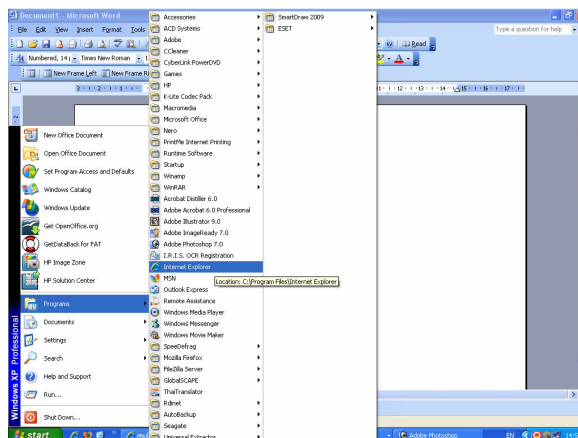 Document1 - Microsoft Word
File Edit View Insert Format Tools
Type a question for help
Read
Numbered, 14 Times New Roman
New Frame Left New Frame Ri
New Office Document
Open Office Document
Set Program Access and Defaults
Windows Catalog
Windows Update
Get OpenOffice.org
GetDataBack for FAT
HP Image Zone
HP Solution Center
Programs
Documents
Settings
Search
Help and Support
Run...
Shut Down...
Windows XP Professional
Accessories
ACD Systems
Adobe
CCleaner
CyberLink PowerDVD
Games
HP
K-Lite Codec Pack
Macromedia
Microsoft Office
Nero
PrintMe Internet Printing
Runtime Software
Startup
Winamp
WinRAR
Acrobat Distiller 6.0
Adobe Acrobat 6.0 Professional
Adobe Illustrator 9.0
Adobe ImageReady 7.0
Adobe Photoshop 7.0
I.R.I.S. OCR Registration
Internet Explorer
MSN
Outlook Express
Remote Assistance
Windows Media Player
Windows Messenger
Windows Movie Maker
SpeeDefrag
Mozilla Firefox
FileZilla Server
GlobalSCAPE
ThaiTranslator
Rdinet
AutoBackup
Seagate
Universal Extractor
SmartDraw 2009
ESET
Location: C:\Program Files\Internet Explorer
start
Adobe Photoshop
EN